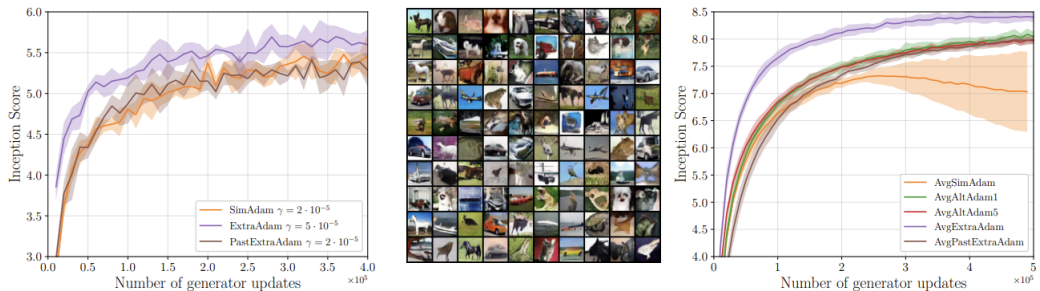 6.0
5.5
5.0
4.5
4.0
3.5
3.0
Inception Score
SimAdam γ = 2 · 10⁻⁵
ExtraAdam γ = 5 · 10⁻⁵
PastExtraAdam γ = 2 · 10⁻⁵
0.0 0.5 1.0 1.5 2.0 2.5 3.0 3.5 4.0
×10⁵
Number of generator updates
8.5
8.0
7.5
7.0
6.5
6.0
5.5
5.0
4.5
4.0
Inception Score
AvgSimAdam
AvgAltAdam1
AvgAltAdam5
AvgExtraAdam
AvgPastExtraAdam
0 1 2 3 4 5
×10⁵
Number of generator updates